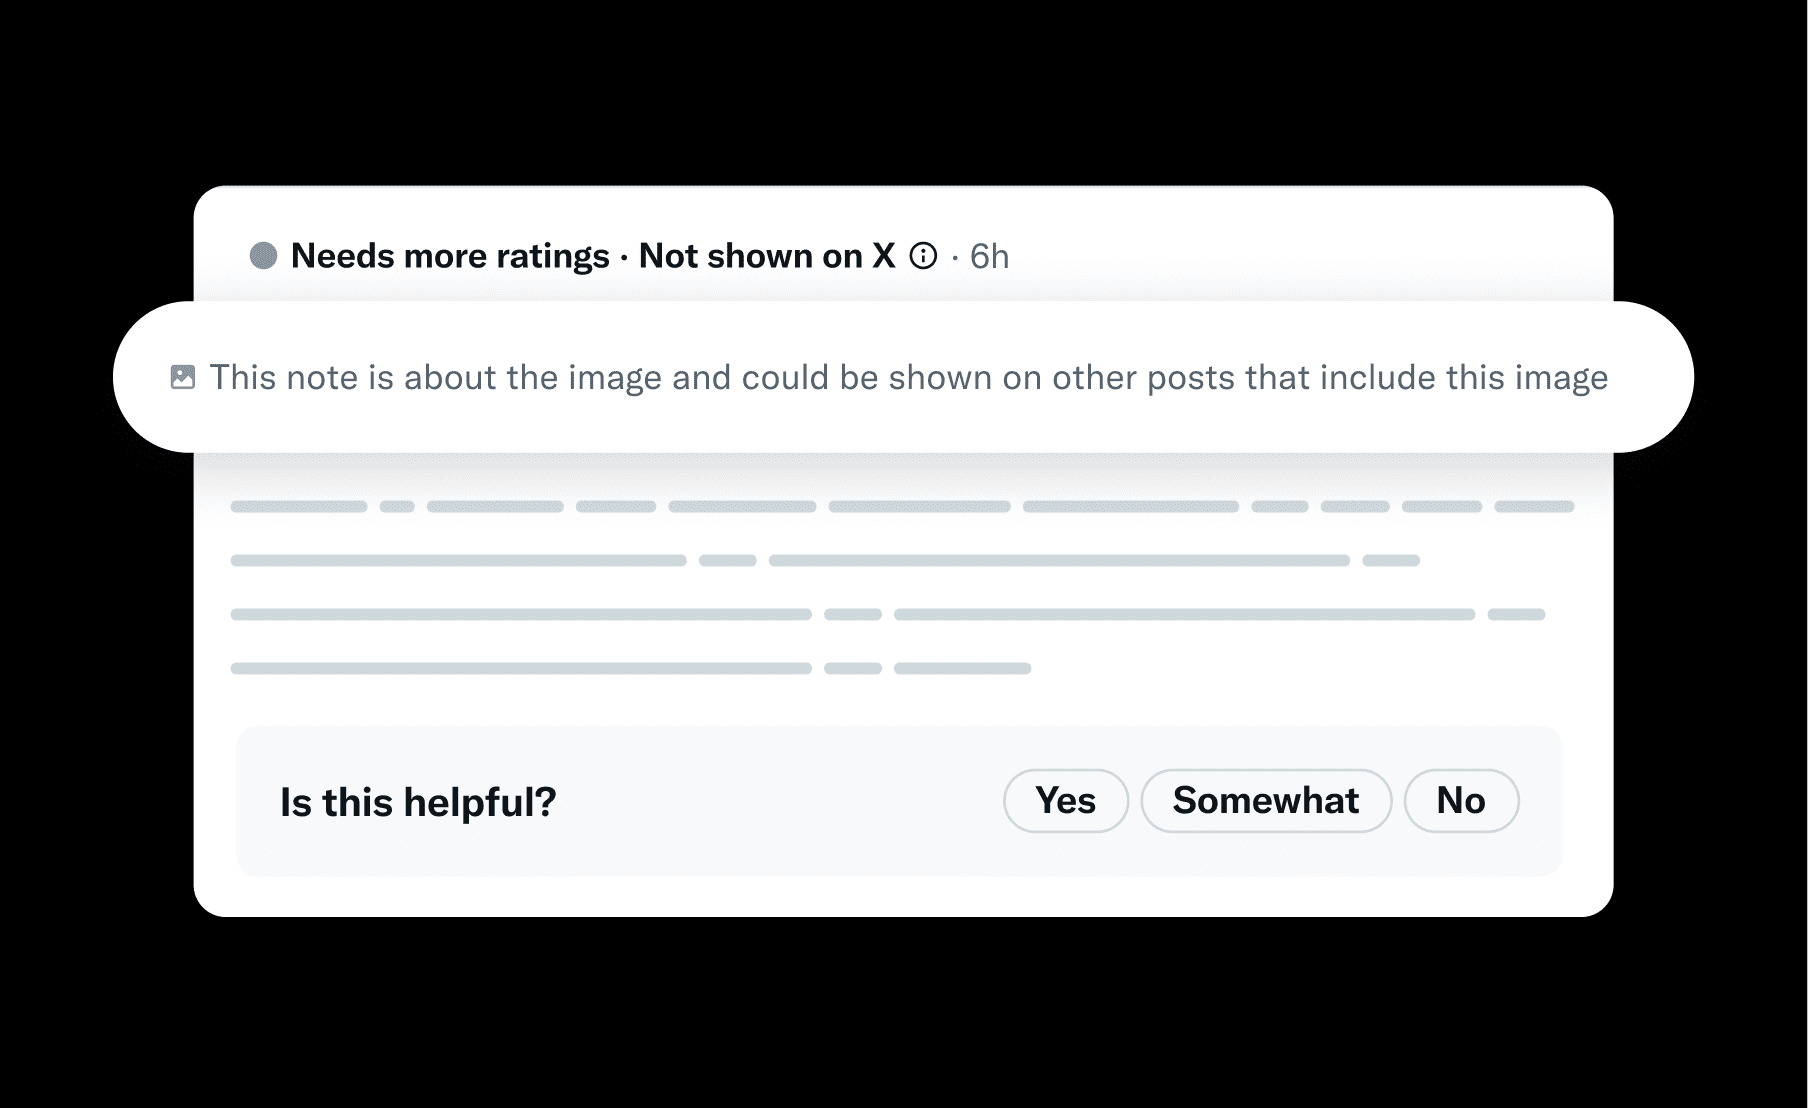 Needs more ratings · Not shown on X · 6h
This note is about the image and could be shown on other posts that include this image
Is this helpful? Yes Somewhat No